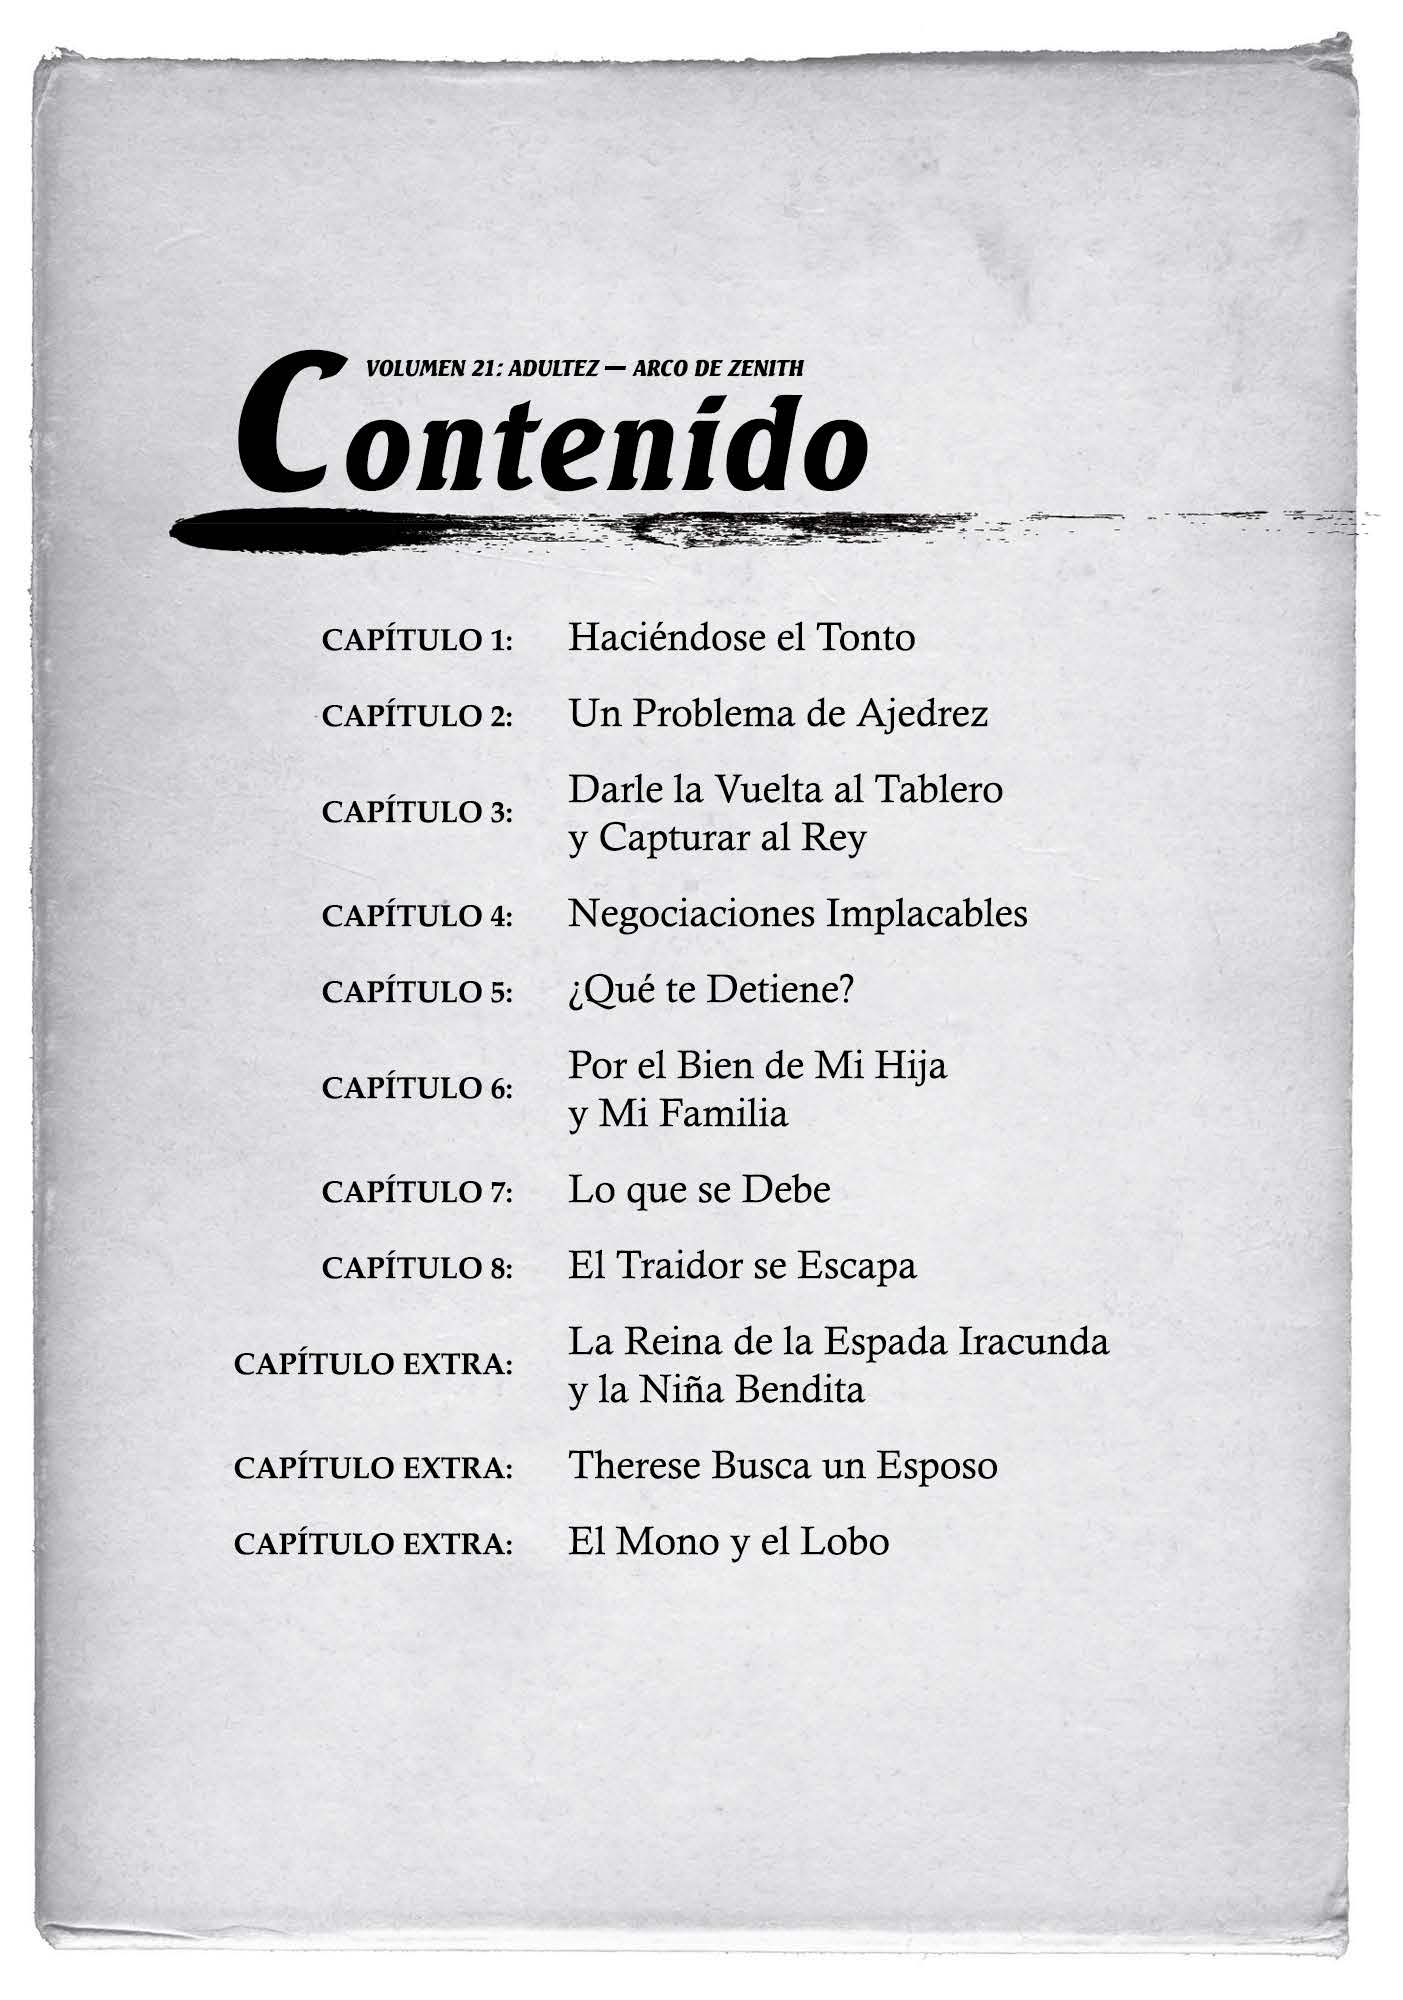 VOLUMEN 21: ADULTEZ — ARCO DE ZENITH
Contenido
CAPÍTULO 1: Haciéndose el Tonto
CAPÍTULO 2: Un Problema de Ajedrez
CAPÍTULO 3: Darle la Vuelta al Tablero
y Capturar al Rey
CAPÍTULO 4: Negociaciones Implacables
CAPÍTULO 5: ¿Qué te Detiene?
CAPÍTULO 6: Por el Bien de Mi Hija
y Mi Familia
CAPÍTULO 7: Lo que se Debe
CAPÍTULO 8: El Traidor se Escapa
CAPÍTULO EXTRA: La Reina de la Espada Iracunda
y la Niña Bendita
CAPÍTULO EXTRA: Therese Busca un Esposo
CAPÍTULO EXTRA: El Mono y el Lobo